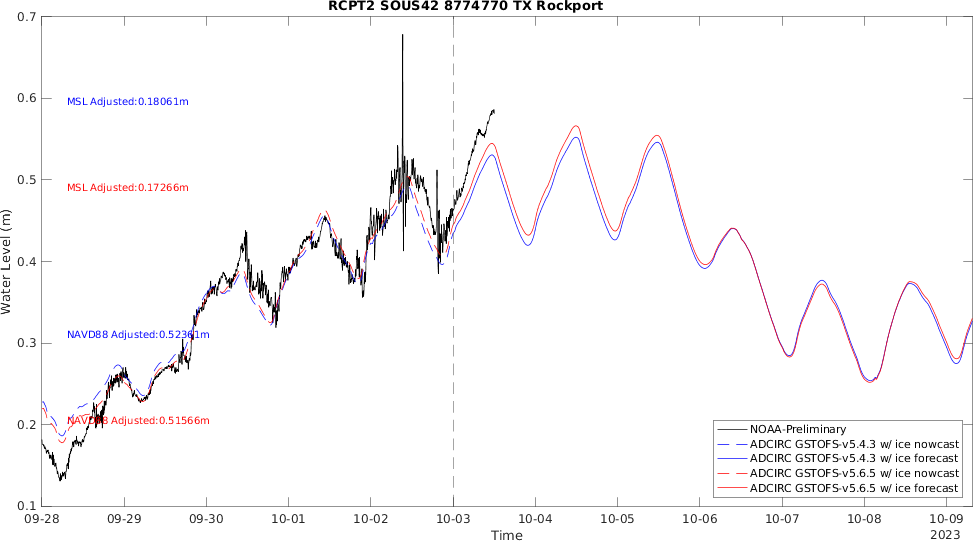 RCPT2 SOUS42 8774770 TX Rockport
0.7
0.6
0.5
0.4
0.3
0.2
0.1
Water Level (m)
MSL Adjusted:0.18061m
MSL Adjusted:0.17266m
NAVD88 Adjusted:0.52361m
NAVD88 Adjusted:0.51566m
NOAA-Preliminary
ADCIRC GSTOFS-v5.4.3 w/ ice nowcast
ADCIRC GSTOFS-v5.4.3 w/ ice forecast
ADCIRC GSTOFS-v5.6.5 w/ ice nowcast
ADCIRC GSTOFS-v5.6.5 w/ ice forecast
09-28 09-29 09-30 10-01 10-02 10-03 10-04 10-05 10-06 10-07 10-08 10-09
Time
2023